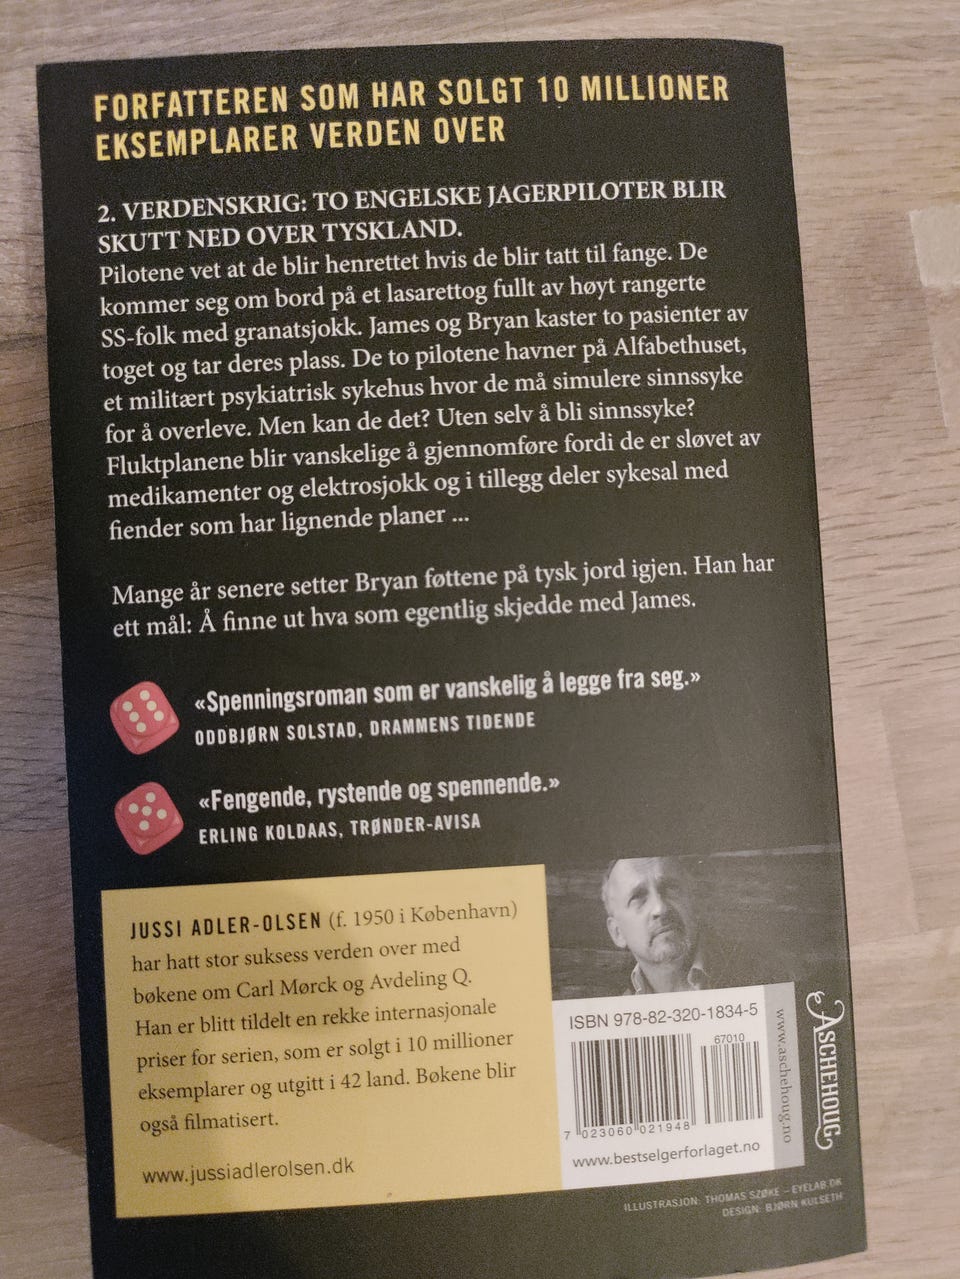 FORFATTEREN SOM HAR SOLGT 10 MILLIONER
EKSEMPLARER VERDEN OVER
2. VERDENSKRIG: TO ENGELSKE JAGERPILOTER BLIR
SKUTT NED OVER TYSKLAND.
Pilotene vet at de blir henrettet hvis de blir tatt til fange. De
kommer seg om bord på et lasarettog fullt av høyt rangerte
SS-folk med granatsjokk. James og Bryan kaster to pasienter av
toget og tar deres plass. De to pilotene havner på Alfabethuset,
et militært psykiatrisk sykehus hvor de må simulere sinnssyke
for å overleve. Men kan de det? Uten selv å bli sinnssyke?
Fluktplanene blir vanskelige å gjennomføre fordi de er sløvet av
medikamenter og elektrosjokk og i tillegg deler sykesal med
fiender som har lignende planer ...
Mange år senere setter Bryan føttene på tysk jord igjen. Han har
ett mål: Å finne ut hva som egentlig skjedde med James.
«Spenningsroman som er vanskelig å legge fra seg.»
ODDBJØRN SOLSTAD, DRAMMENS TIDENDE
«Fengende, rystende og spennende.»
ERLING KOLDAAS, TRØNDER-AVISA
JUSSI ADLER-OLSEN (f. 1950 i København)
har hatt stor suksess verden over med
bøkene om Carl Mørck og Avdeling Q.
Han er blitt tildelt en rekke internasjonale
priser for serien, som er solgt i 10 millioner
eksemplarer og utgitt i 42 land. Bøkene blir
også filmatisert.
www.jussiadlerolsen.dk
ISBN 978-82-320-1834-5
67010
7 023060 021948
www.bestselgerforlaget.no
www.aschehoug.no
ASCHEHOUG
ILLUSTRASJON: THOMAS SZØKE – EYELAB.DK
DESIGN: BJØRN KULSETH